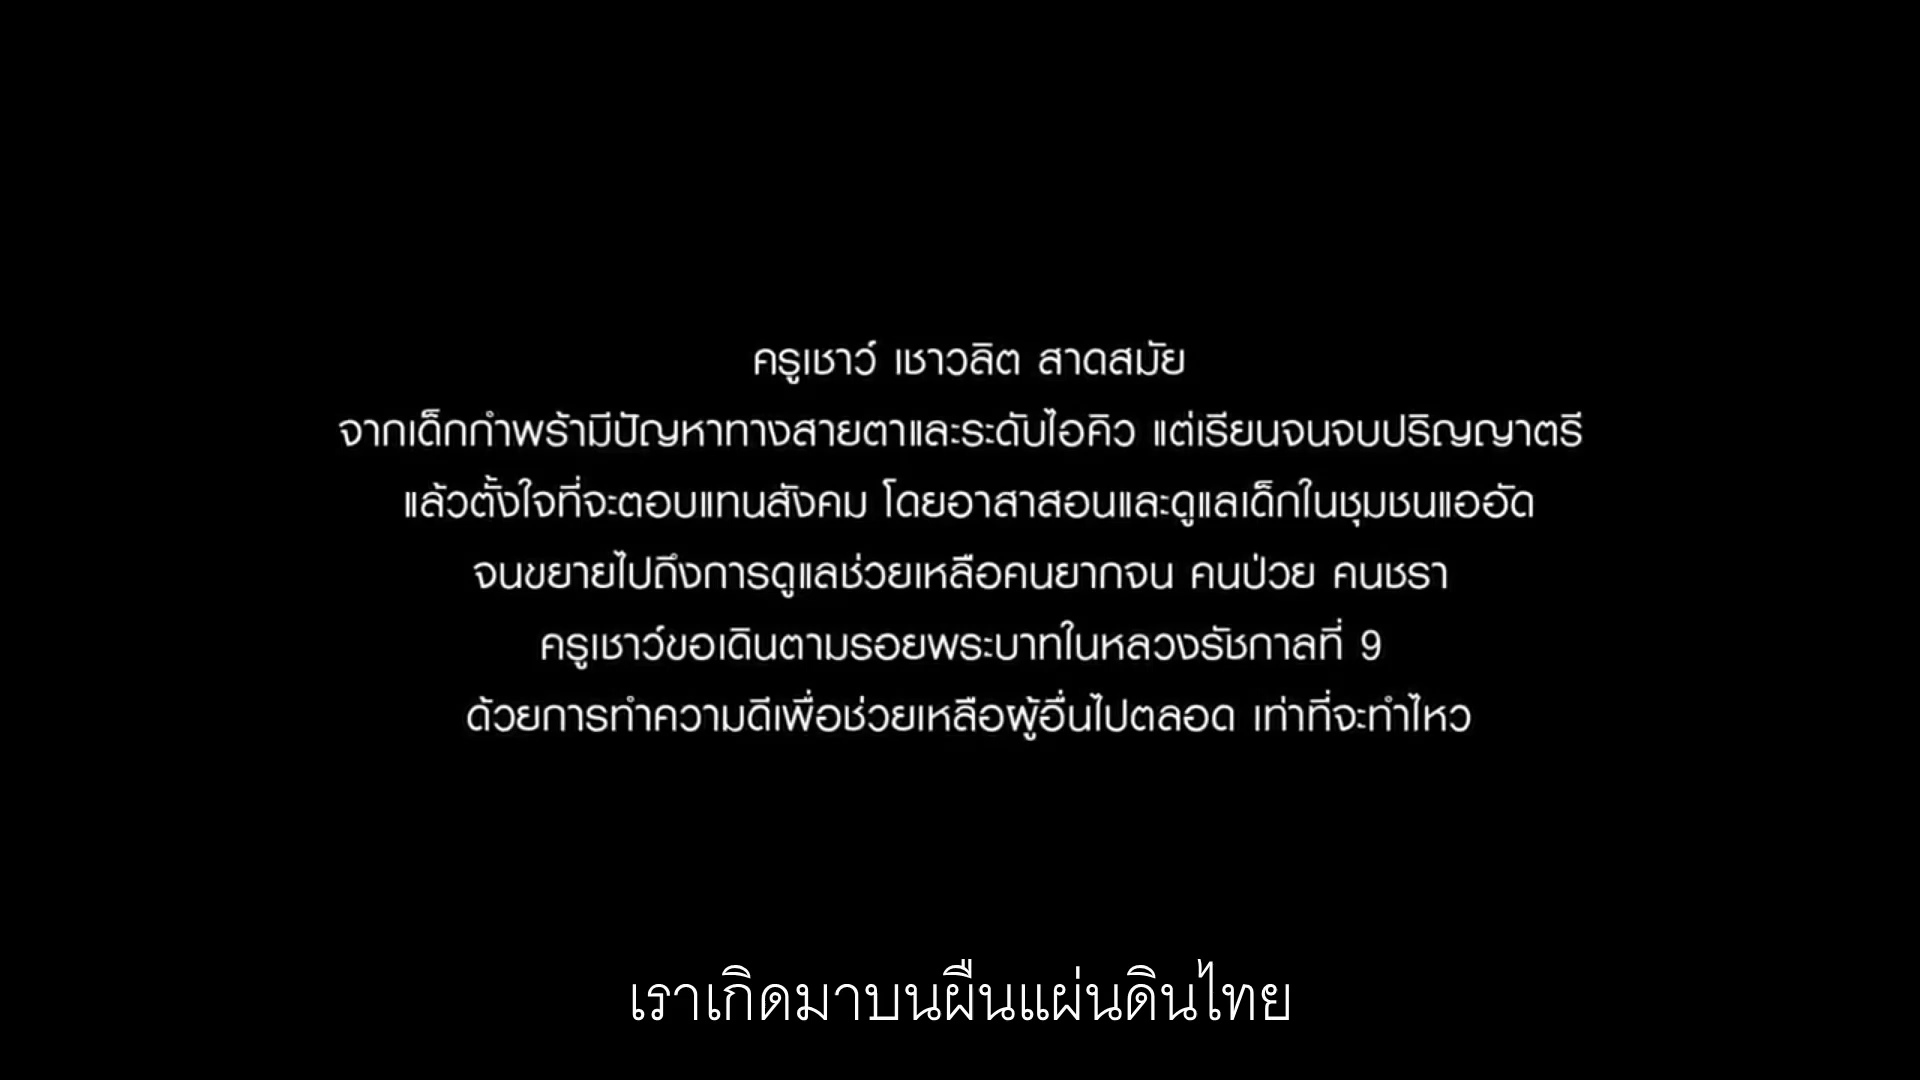 ครูเชาว์ เชาวลิต สาดสมัย
จากเด็กกำพร้ามีปัญหาทางสายตาและระดับไอคิว แต่เรียนจนจบปริญญาตรี
แล้วตั้งใจที่จะตอบแทนสังคม โดยอาสาสอนและดูแลเด็กในชุมชนแออัด
จนขยายไปถึงการดูแลช่วยเหลือคนยากจน คนป่วย คนชรา
ครูเชาว์ขอเดินตามรอยพระบาทในหลวงรัชกาลที่ 9
ด้วยการทำความดีเพื่อช่วยเหลือผู้อื่นไปตลอด เท่าที่จะทำไหว
เราเกิดมาบนผืนแผ่นดินไทย